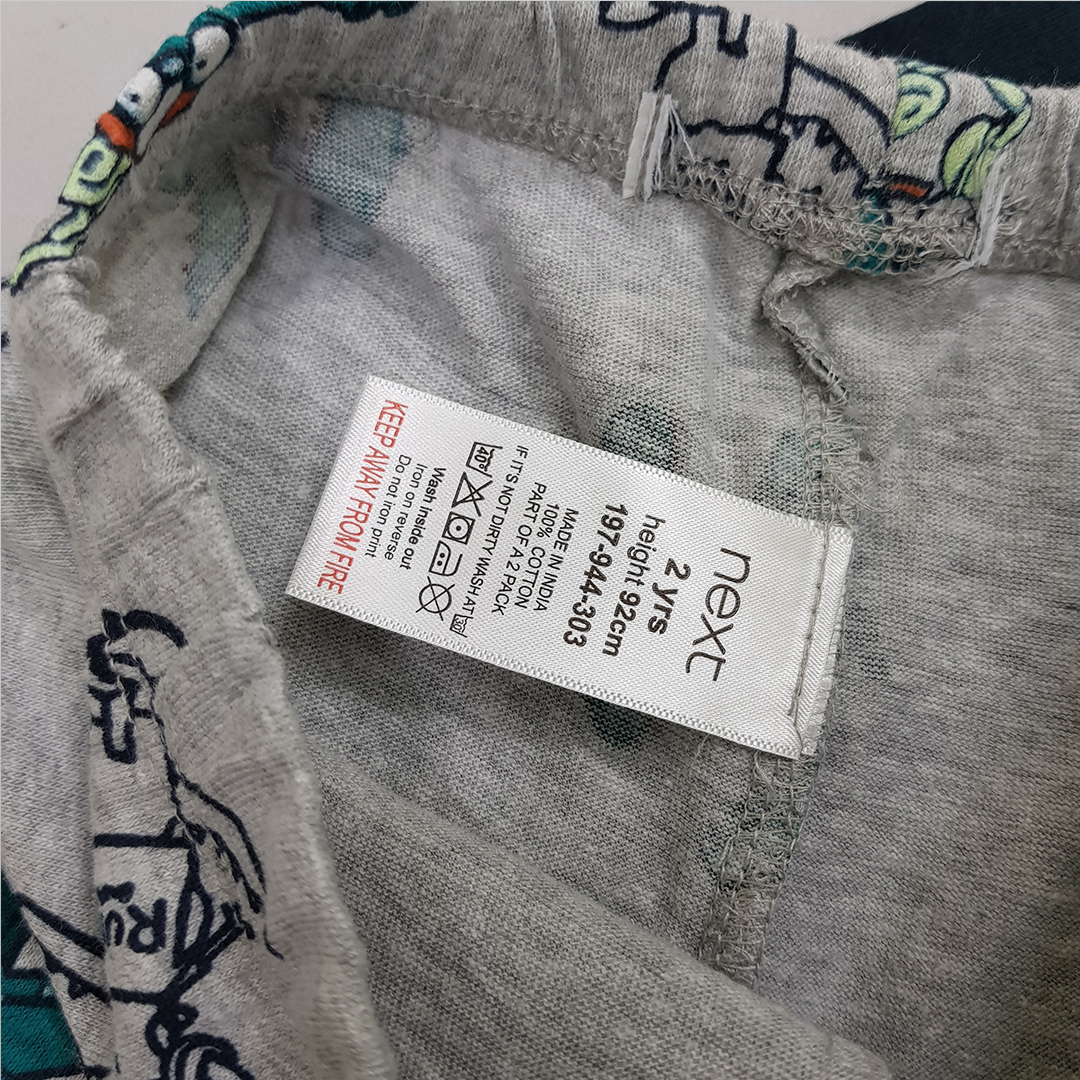 next
2 yrs
height 92cm
197-944-303
MADE IN INDIA
100% COTTON
PART OF A 2 PACK
IF IT'S NOT DIRTY WASH AT 30°
40°
Wash inside out
Iron on reverse
Do not iron print
KEEP AWAY FROM FIRE